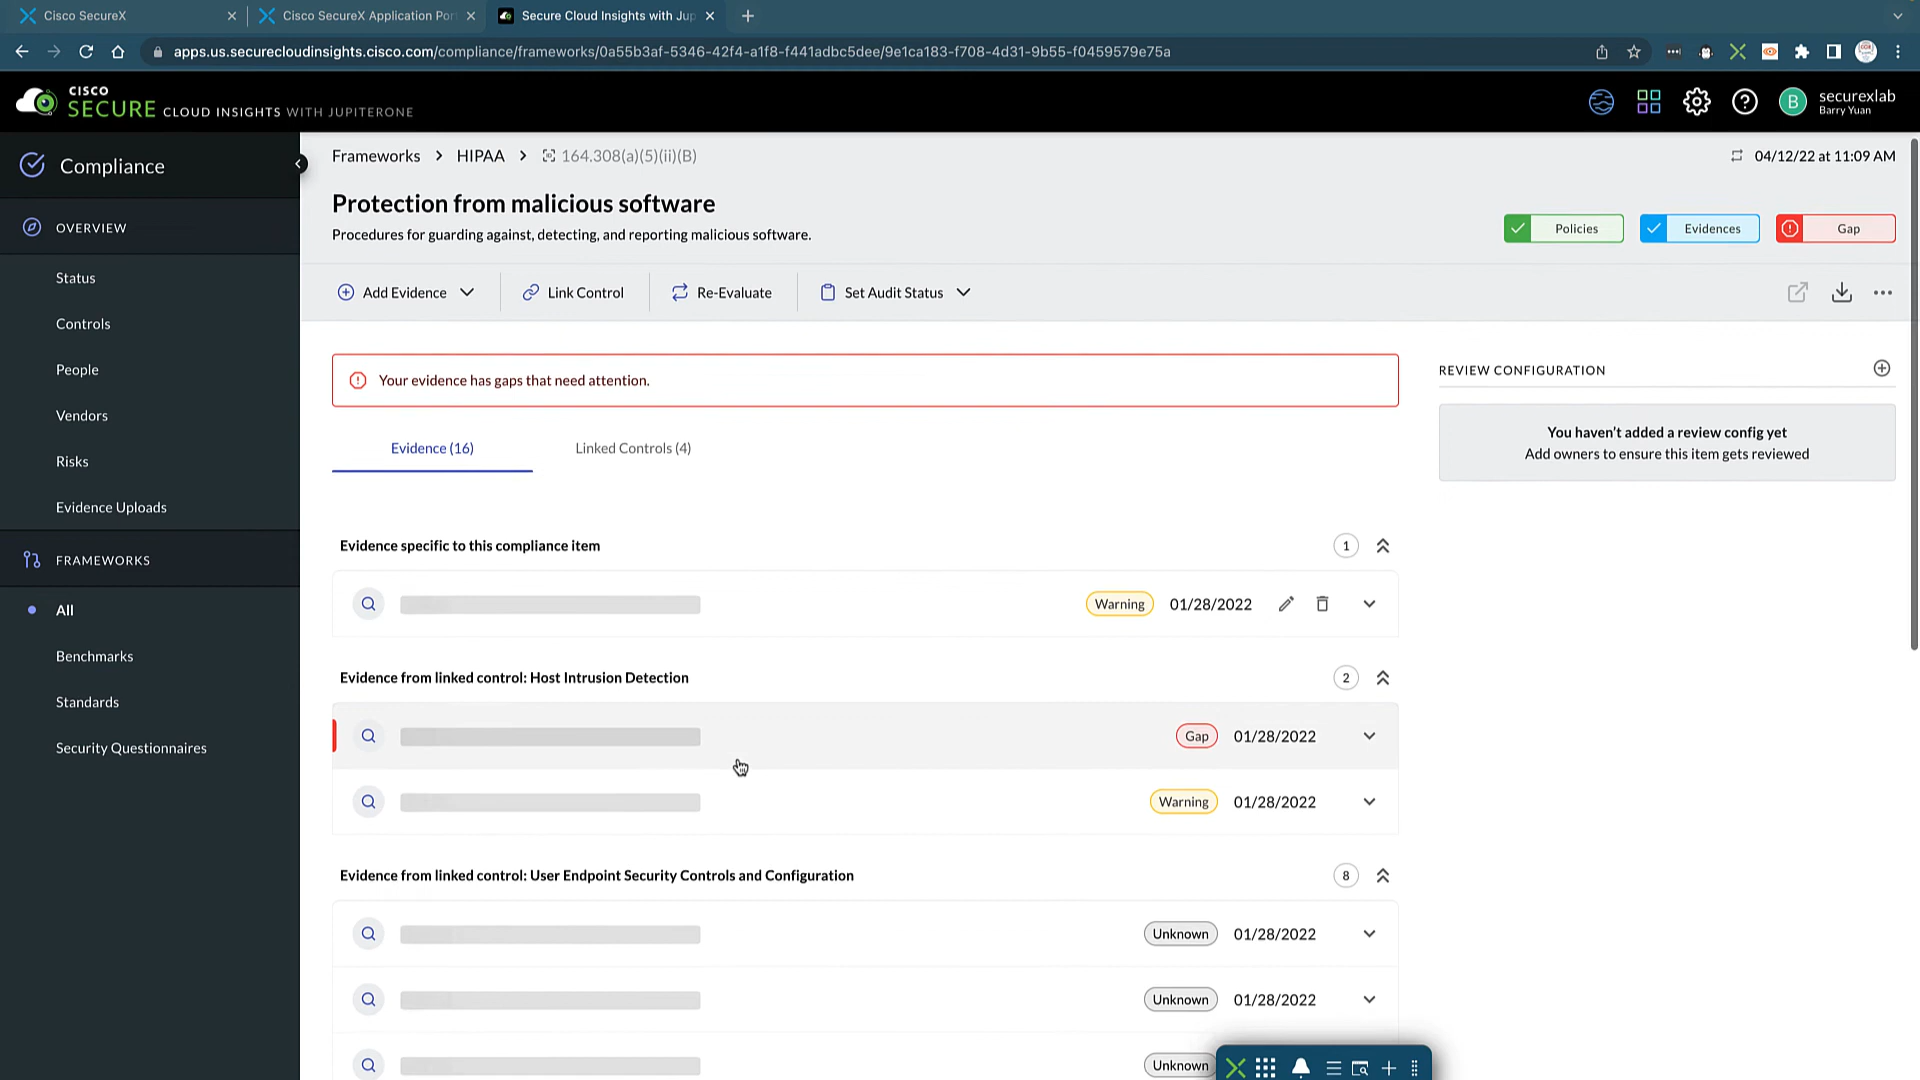 Cisco SecureX
Cisco SecureX Application Por
Secure Cloud Insights with Jup
apps.us.securecloudinsights.cisco.com/compliance/frameworks/0a55b3af-5346-42f4-a1f8-f441adbc5dee/9e1ca183-f708-4d31-9b55-f0459579e75a
CISCO
SECURE CLOUD INSIGHTS WITH JUPITERONE
B
securexlab
Barry Yuan
Compliance
OVERVIEW
Status
Controls
People
Vendors
Risks
Evidence Uploads
FRAMEWORKS
All
Benchmarks
Standards
Security Questionnaires
Frameworks > HIPAA > 164.308(a)(5)(ii)(B)
04/12/22 at 11:09 AM
Protection from malicious software
Procedures for guarding against, detecting, and reporting malicious software.
Policies
Evidences
Gap
Add Evidence
Link Control
Re-Evaluate
Set Audit Status
Your evidence has gaps that need attention.
Evidence (16)
Linked Controls (4)
REVIEW CONFIGURATION
You haven't added a review config yet
Add owners to ensure this item gets reviewed
Evidence specific to this compliance item
1
Warning
01/28/2022
Evidence from linked control: Host Intrusion Detection
2
Gap
01/28/2022
Warning
01/28/2022
Evidence from linked control: User Endpoint Security Controls and Configuration
8
Unknown
01/28/2022
Unknown
01/28/2022
Unknown